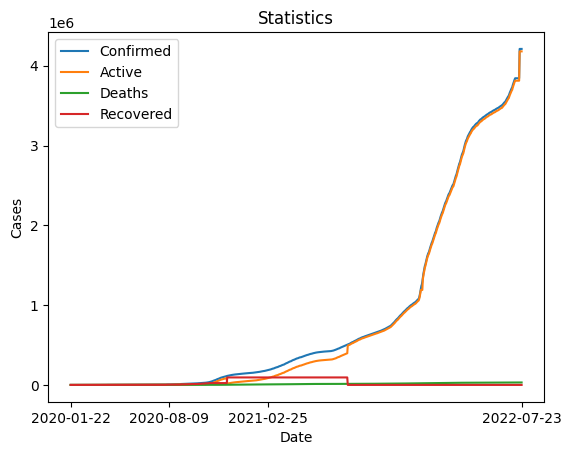 Statistics
1e6
Confirmed
Active
Deaths
Recovered
4
3
2
1
0
Cases
2020-01-22 2020-08-09 2021-02-25 2022-07-23
Date